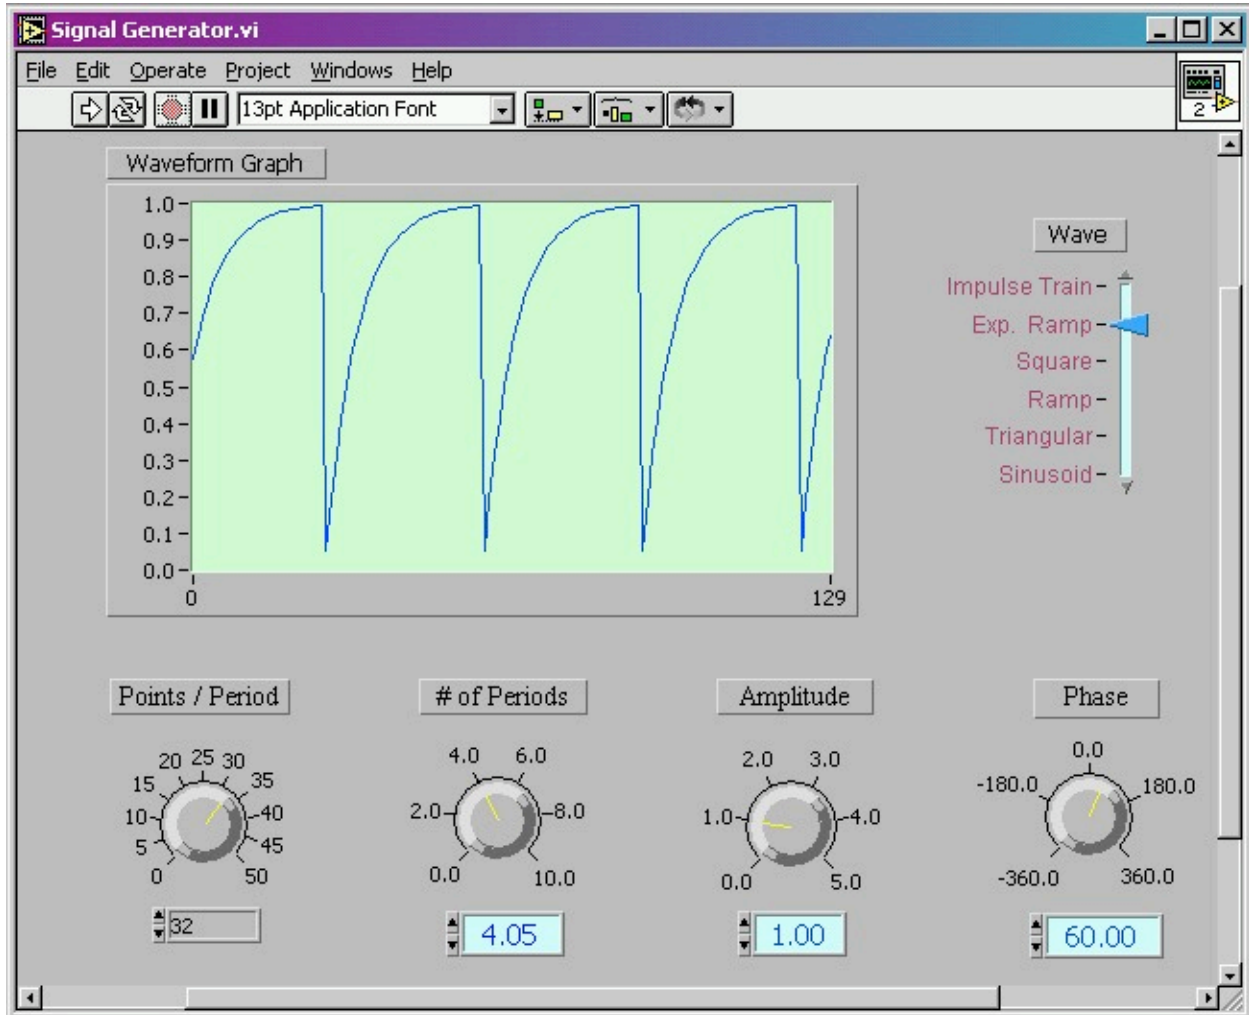 Signal Generator.vi
File Edit Operate Project Windows Help
13pt Application Font
2
Waveform Graph
1.0
0.9
0.8
0.7
0.6
0.5
0.4
0.3
0.2
0.1
0.0
0 129
Wave
Impulse Train
Exp. Ramp
Square
Ramp
Triangular
Sinusoid
Points / Period
0 5 10 15 20 25 30 35 40 45 50
32
# of Periods
0.0 2.0 4.0 6.0 8.0 10.0
4.05
Amplitude
0.0 1.0 2.0 3.0 4.0 5.0
1.00
Phase
-360.0 -180.0 0.0 180.0 360.0
60.00